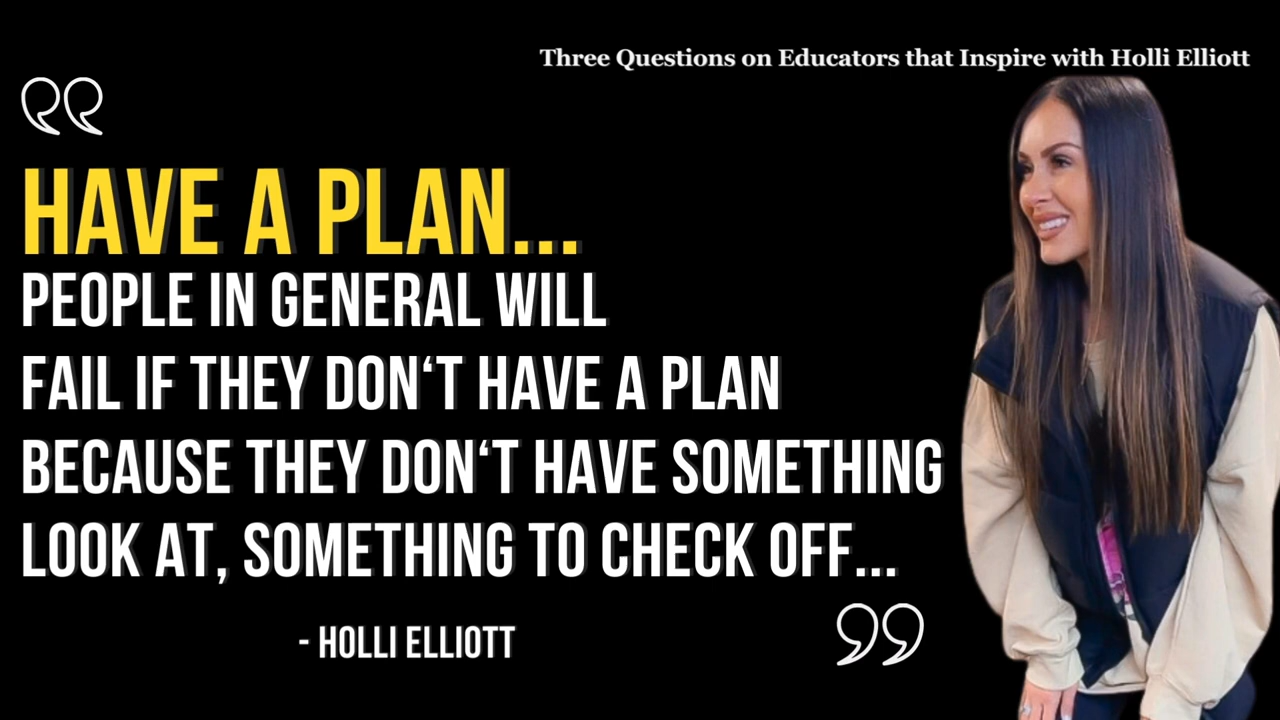 Three Questions on Educators that Inspire with Holli Elliott
HAVE A PLAN...
PEOPLE IN GENERAL WILL
FAIL IF THEY DON‘T HAVE A PLAN
BECAUSE THEY DON‘T HAVE SOMETHING
LOOK AT, SOMETHING TO CHECK OFF...
- HOLLI ELLIOTT